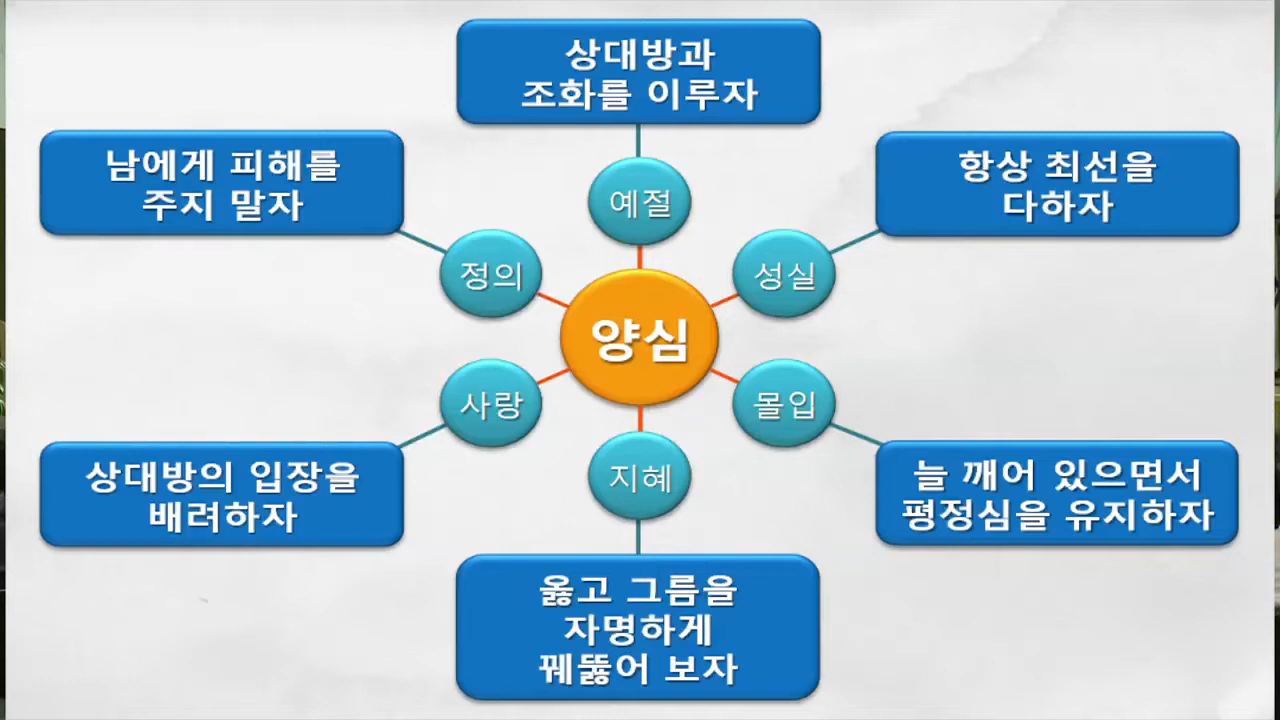 상대방과
조화를 이루자
남에게 피해를
주지 말자
항상 최선을
다하자
예절
정의
성실
양심
사랑
몰입
지혜
상대방의 입장을
배려하자
늘 깨어 있으면서
평정심을 유지하자
옳고 그름을
자명하게
꿰뚫어 보자